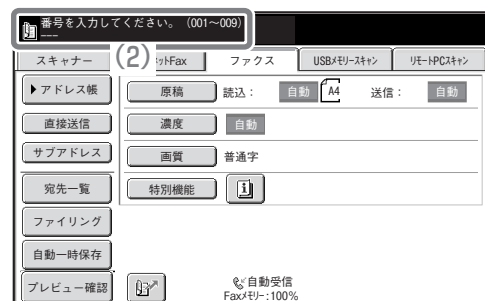 番号を入力してください。(001~009)
---
スキャナー
(2)
ﾈｯﾄFax
ファクス
USBﾒﾓﾘｰｽｷｬﾝ
ﾘﾓｰﾄPCｽｷｬﾝ
アドレス帳
原稿
読込:
自動
A4
送信:
自動
直接送信
濃度
自動
サブアドレス
画質
普通字
宛先一覧
特別機能
ファイリング
自動一時保存
プレビュー確認
自動受信
Faxﾒﾓﾘｰ:100%